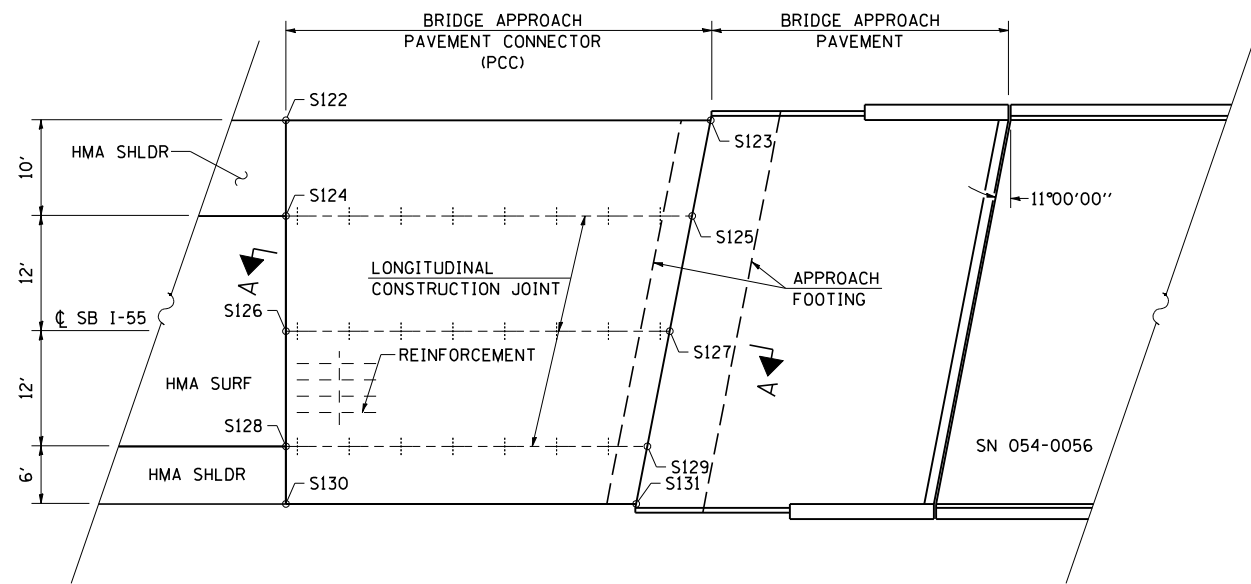 BRIDGE APPROACH
PAVEMENT CONNECTOR
(PCC)
BRIDGE APPROACH
PAVEMENT
S122
S123
10'
HMA SHLDR
S124
11°00'00''
S125
12'
A
LONGITUDINAL
CONSTRUCTION JOINT
APPROACH
FOOTING
℄ SB I-55
S126
S127
REINFORCEMENT
A
12'
HMA SURF
S128
SN 054-0056
S129
6'
HMA SHLDR
S130
S131